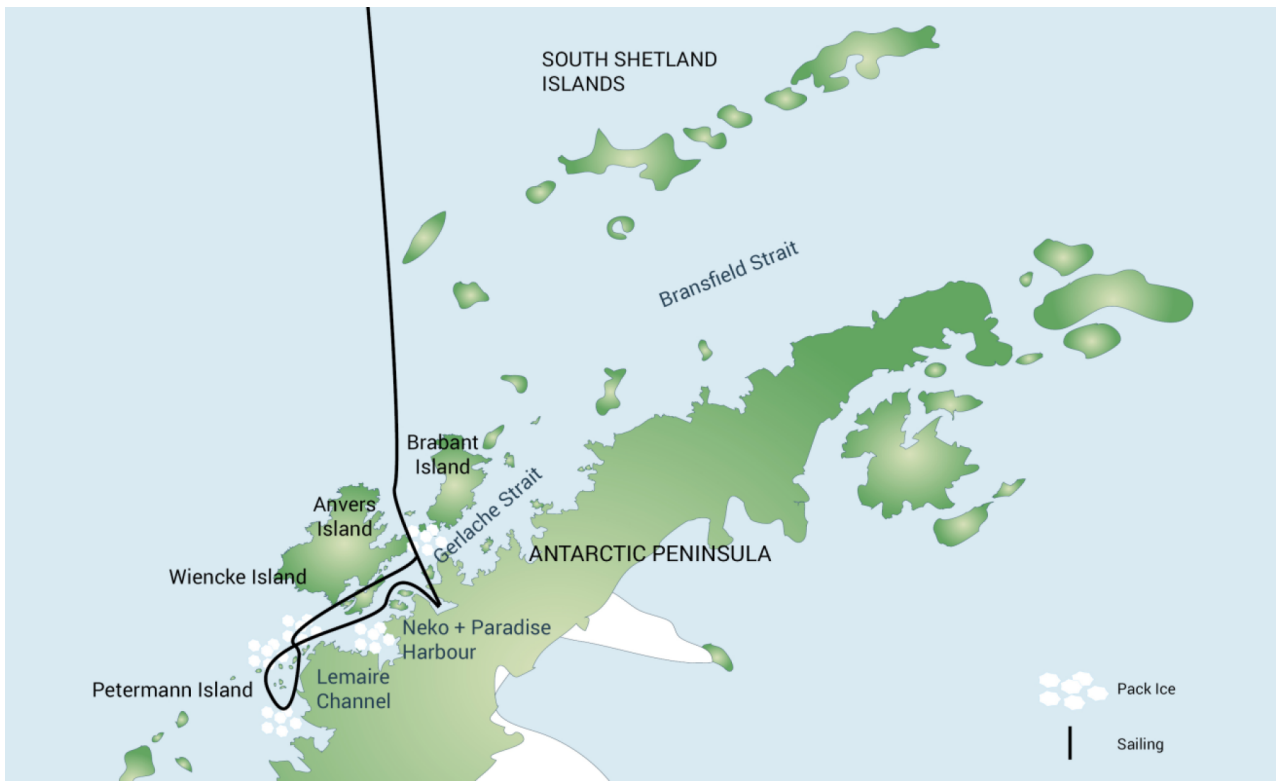 SOUTH SHETLAND
ISLANDS
Bransfield Strait
Brabant
Island
Anvers
Island
Gerlache Strait
ANTARCTIC PENINSULA
Wiencke Island
Neko + Paradise
Harbour
Lemaire
Channel
Petermann Island
Pack Ice
Sailing